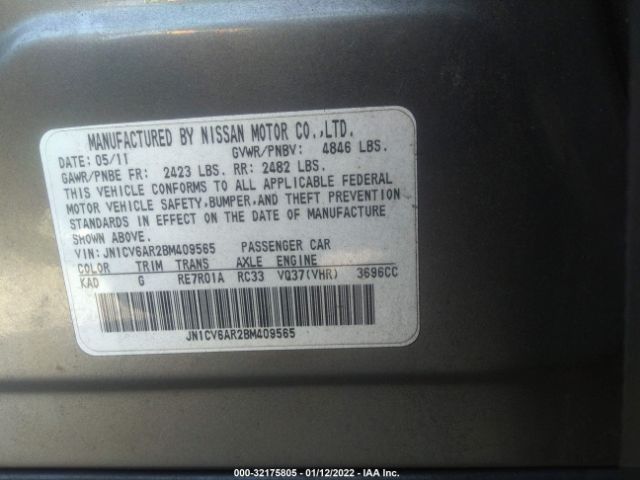 MANUFACTURED BY NISSAN MOTOR CO.,LTD.
DATE: 05/11 GVWR/PNBV: 4846 LBS.
GAWR/PNBE FR: 2423 LBS. RR: 2482 LBS.
THIS VEHICLE CONFORMS TO ALL APPLICABLE FEDERAL
MOTOR VEHICLE SAFETY,BUMPER,AND THEFT PREVENTION
STANDARDS IN EFFECT ON THE DATE OF MANUFACTURE
SHOWN ABOVE.
VIN: JN1CV6AR2BM409565 PASSENGER CAR
COLOR TRIM TRANS AXLE ENGINE
KAD G RE7R01A RC33 VQ37(VHR) 3696CC
JN1CV6AR2BM409565
000-32175805 - 01/12/2022 - IAA Inc.